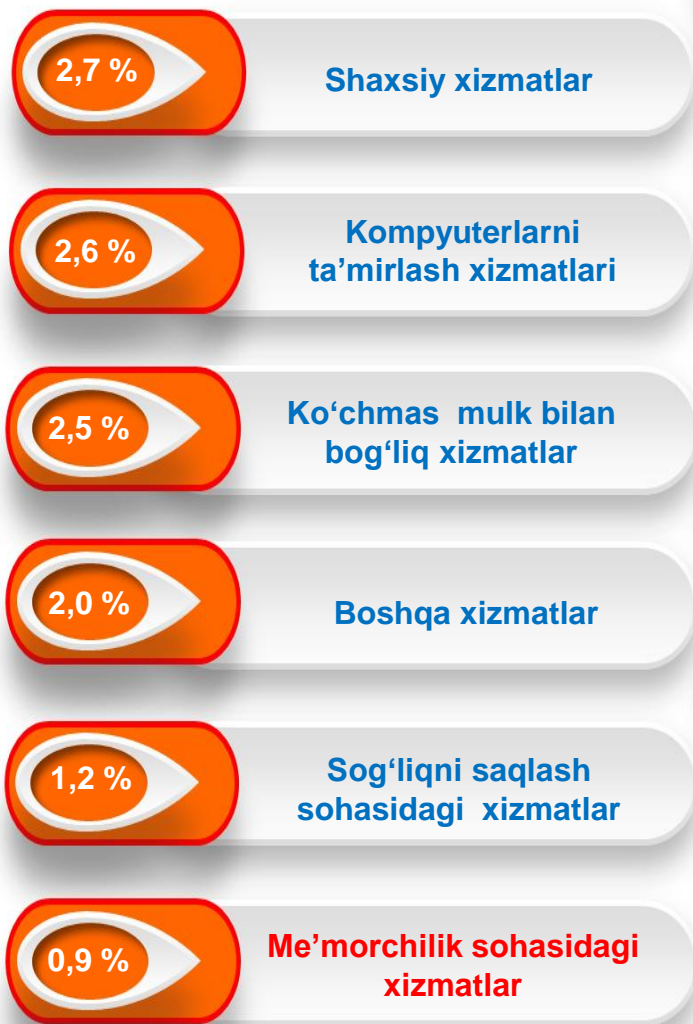 2,7 %
Shaxsiy xizmatlar
2,6 %
Kompyuterlarni
ta’mirlash xizmatlari
2,5 %
Ko‘chmas mulk bilan
bog‘liq xizmatlar
2,0 %
Boshqa xizmatlar
1,2 %
Sog‘liqni saqlash
sohasidagi xizmatlar
0,9 %
Me’morchilik sohasidagi
xizmatlar